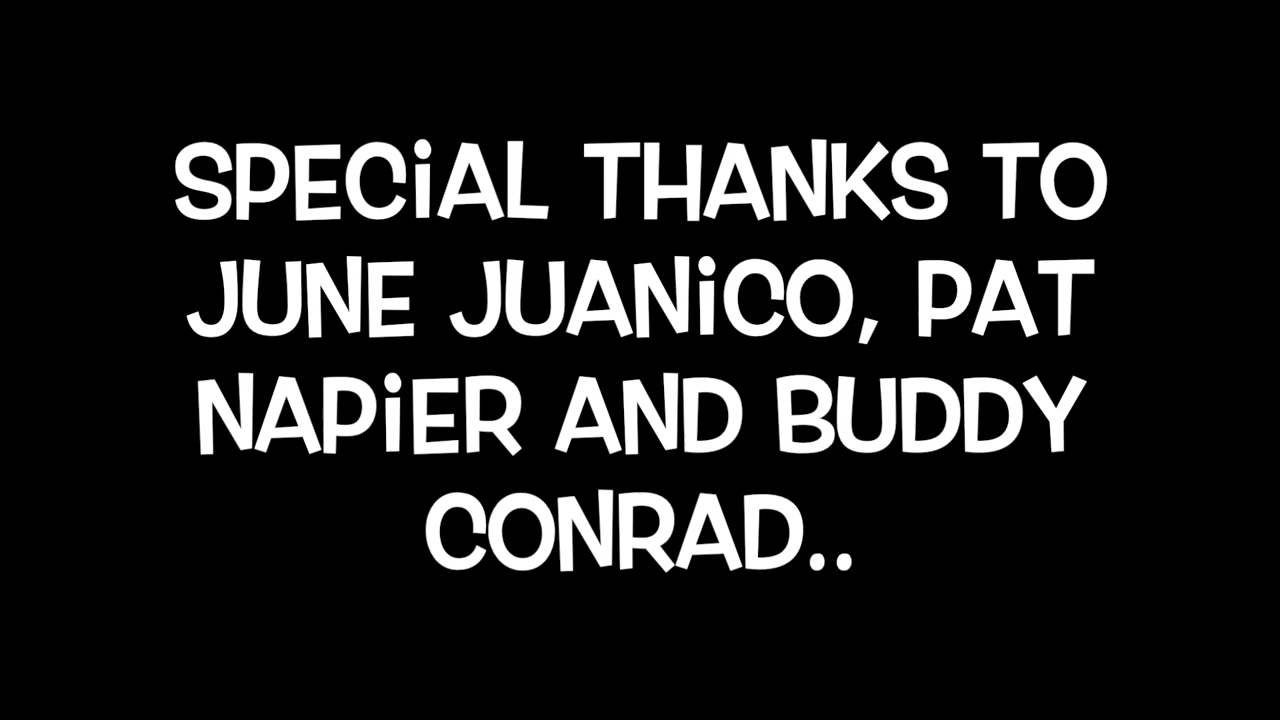 SPECiAL THANKS TO
JUNE JUANiCO, PAT
NAPiER AND BUDDY
CONRAD..